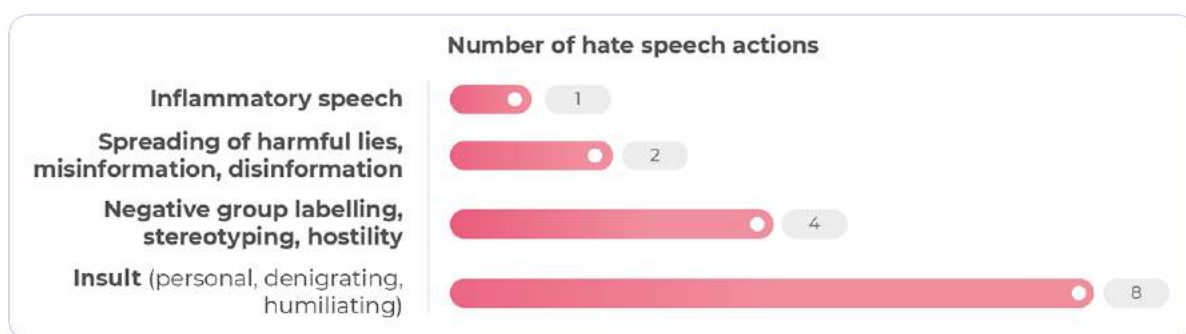 Number of hate speech actions
Inflammatory speech
1
Spreading of harmful lies,
misinformation, disinformation
2
Negative group labelling,
stereotyping, hostility
4
Insult (personal, denigrating,
humiliating)
8